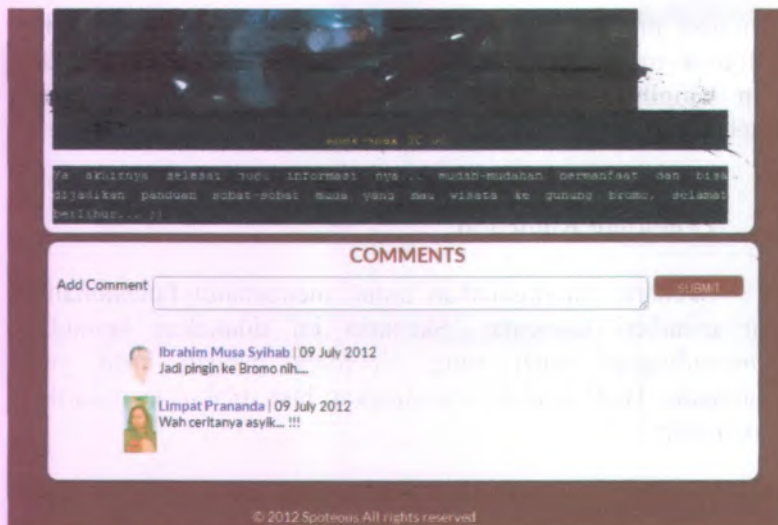 Ya akhirnya selesai juga informasi nya... mudah-mudahan bermanfaat dan bisa
dijadikan panduan sobat-sobat muda yang mau wisata ke gunung bromo, selamat
berlibur... ;)
COMMENTS
Add Comment SUBMIT
Ibrahim Musa Syihab | 09 July 2012
Jadi pingin ke Bromo nih....
Limpat Prananda | 09 July 2012
Wah ceritanya asyik... !!!
© 2012 Spoteous All rights reserved